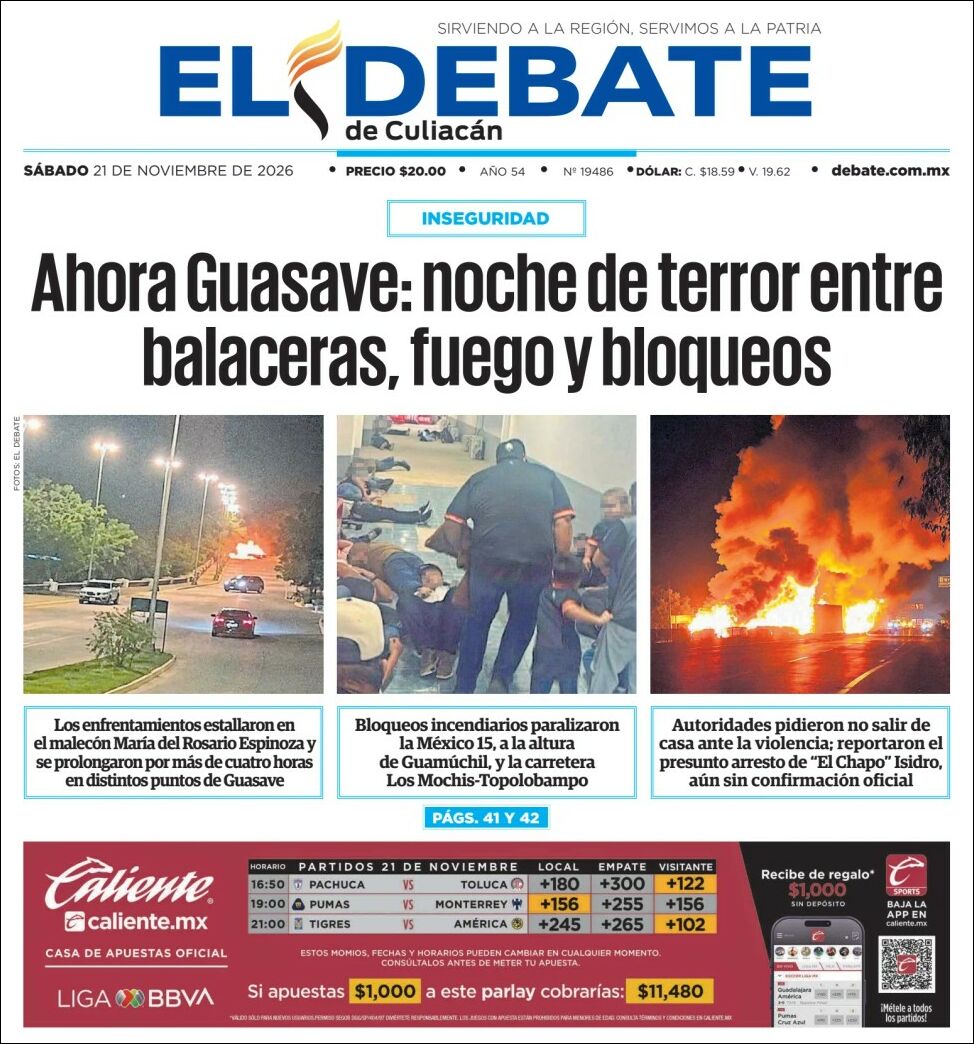 SIRVIENDO A LA REGIÓN, SERVIMOS A LA PATRIA
EL DEBATE
de Culiacán
SÁBADO 21 DE NOVIEMBRE DE 2026 • PRECIO $20.00 • AÑO 54 • Nº 19486 • DÓLAR: C. $18.59 • V. 19.62 • debate.com.mx
INSEGURIDAD
Ahora Guasave: noche de terror entre
balaceras, fuego y bloqueos
FOTOS: EL DEBATE
Los enfrentamientos estallaron en
el malecón María del Rosario Espinoza y
se prolongaron por más de cuatro horas
en distintos puntos de Guasave
Bloqueos incendiarios paralizaron
la México 15, a la altura
de Guamúchil, y la carretera
Los Mochis-Topolobampo
Autoridades pidieron no salir de
casa ante la violencia; reportaron el
presunto arresto de “El Chapo” Isidro,
aún sin confirmación oficial
PÁGS. 41 Y 42
Caliente
caliente.mx
CASA DE APUESTAS OFICIAL
LIGA BBVA
HORARIO PARTIDOS 21 DE NOVIEMBRE LOCAL EMPATE VISITANTE
16:50 PACHUCA VS TOLUCA +180 +300 +122
19:00 PUMAS VS MONTERREY +156 +255 +156
21:00 TIGRES VS AMÉRICA +245 +265 +102
ESTOS MOMIOS, FECHAS Y HORARIOS PUEDEN CAMBIAR EN CUALQUIER MOMENTO.
CONSÚLTALOS ANTES DE METER TU APUESTA.
Si apuestas $1,000 a este parlay cobrarías: $11,480
Recibe de regalo*
$1,000
SIN DEPÓSITO
Guadalajara
América
Pumas
Cruz Azul
SPORTS
BAJA LA
APP EN
caliente.mx
¡Métele a todos
los partidos!